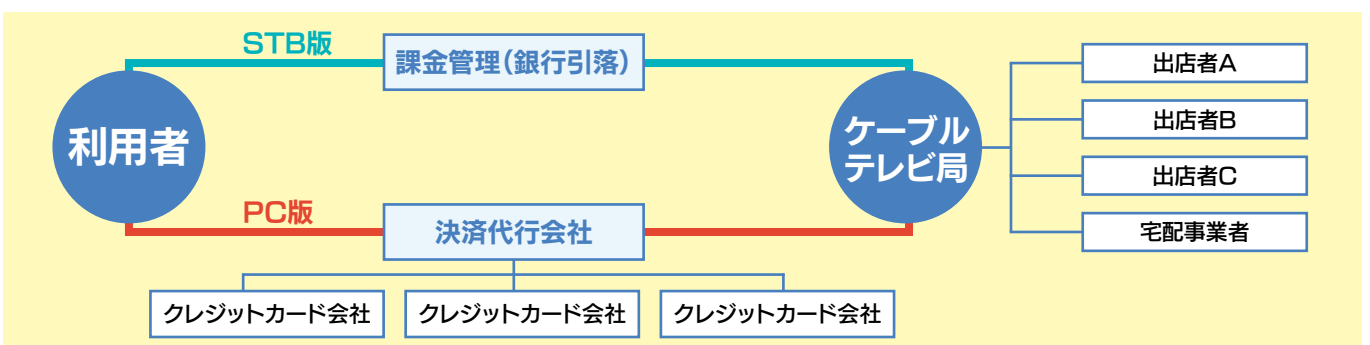 STB版
課金管理(銀行引落)
利用者
ケーブル
テレビ局
出店者A
出店者B
出店者C
宅配事業者
PC版
決済代行会社
クレジットカード会社
クレジットカード会社
クレジットカード会社